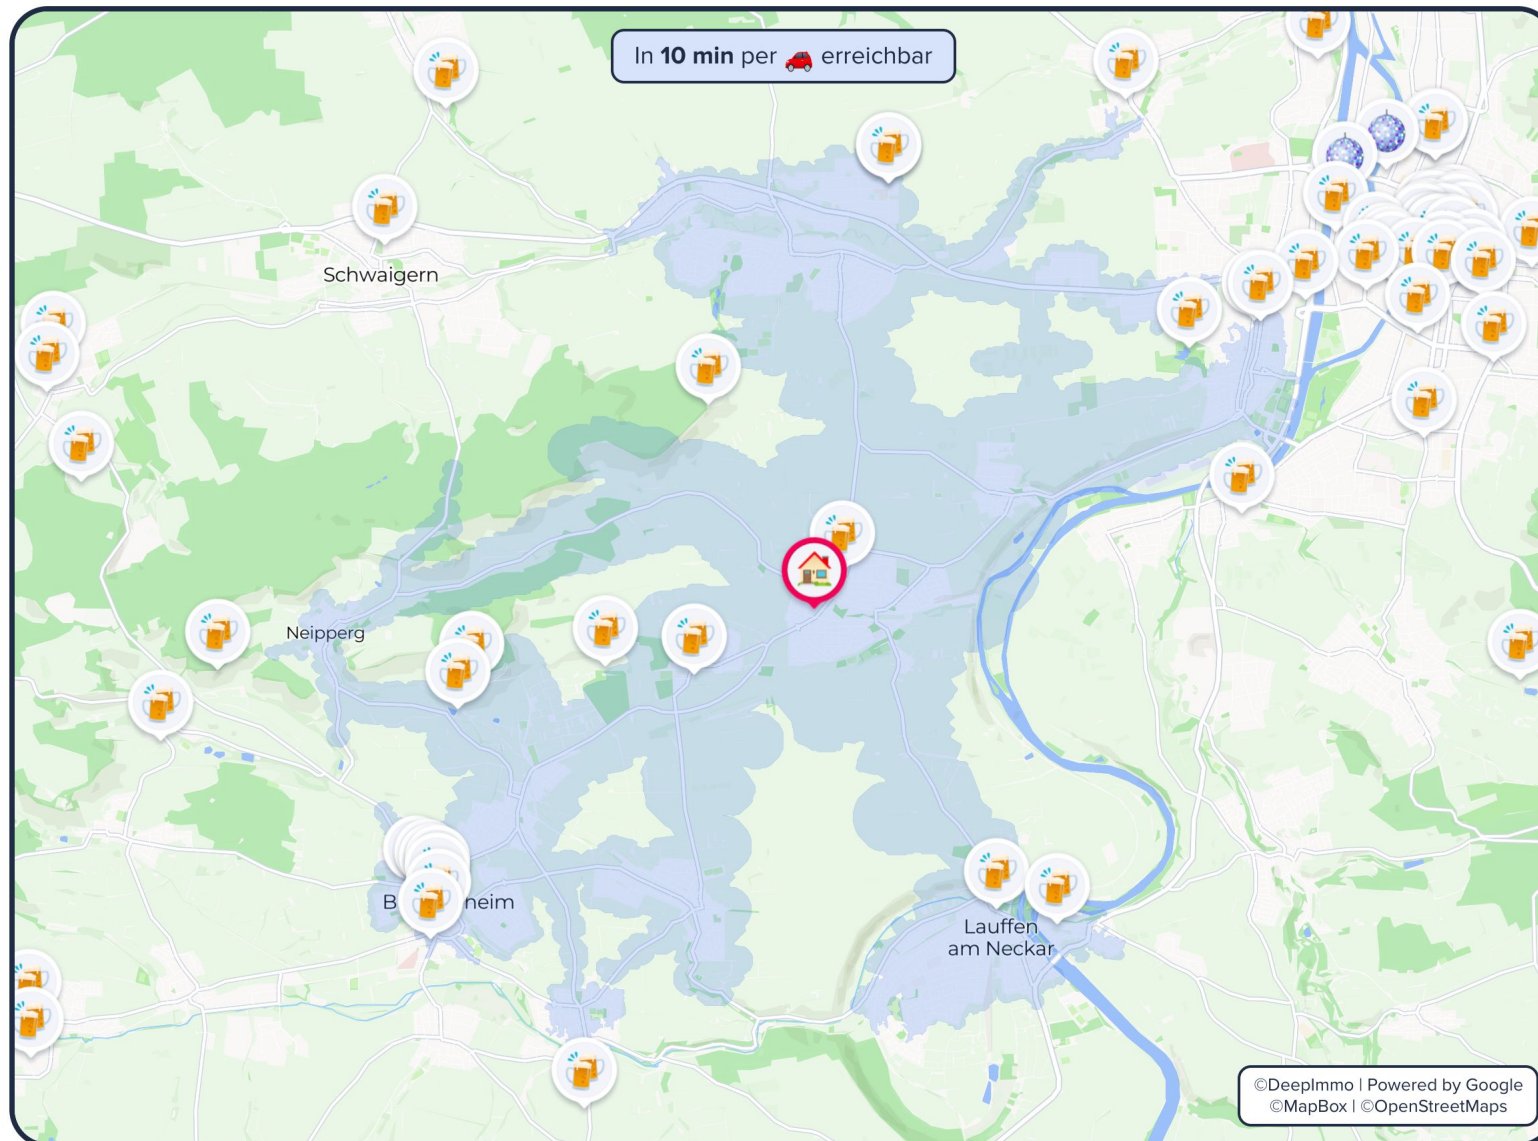 In 10 min per erreichbar
Schwaigern
Neipperg
B neim
Lauffen
am Neckar
©DeepImmo | Powered by Google
©MapBox | ©OpenStreetMaps